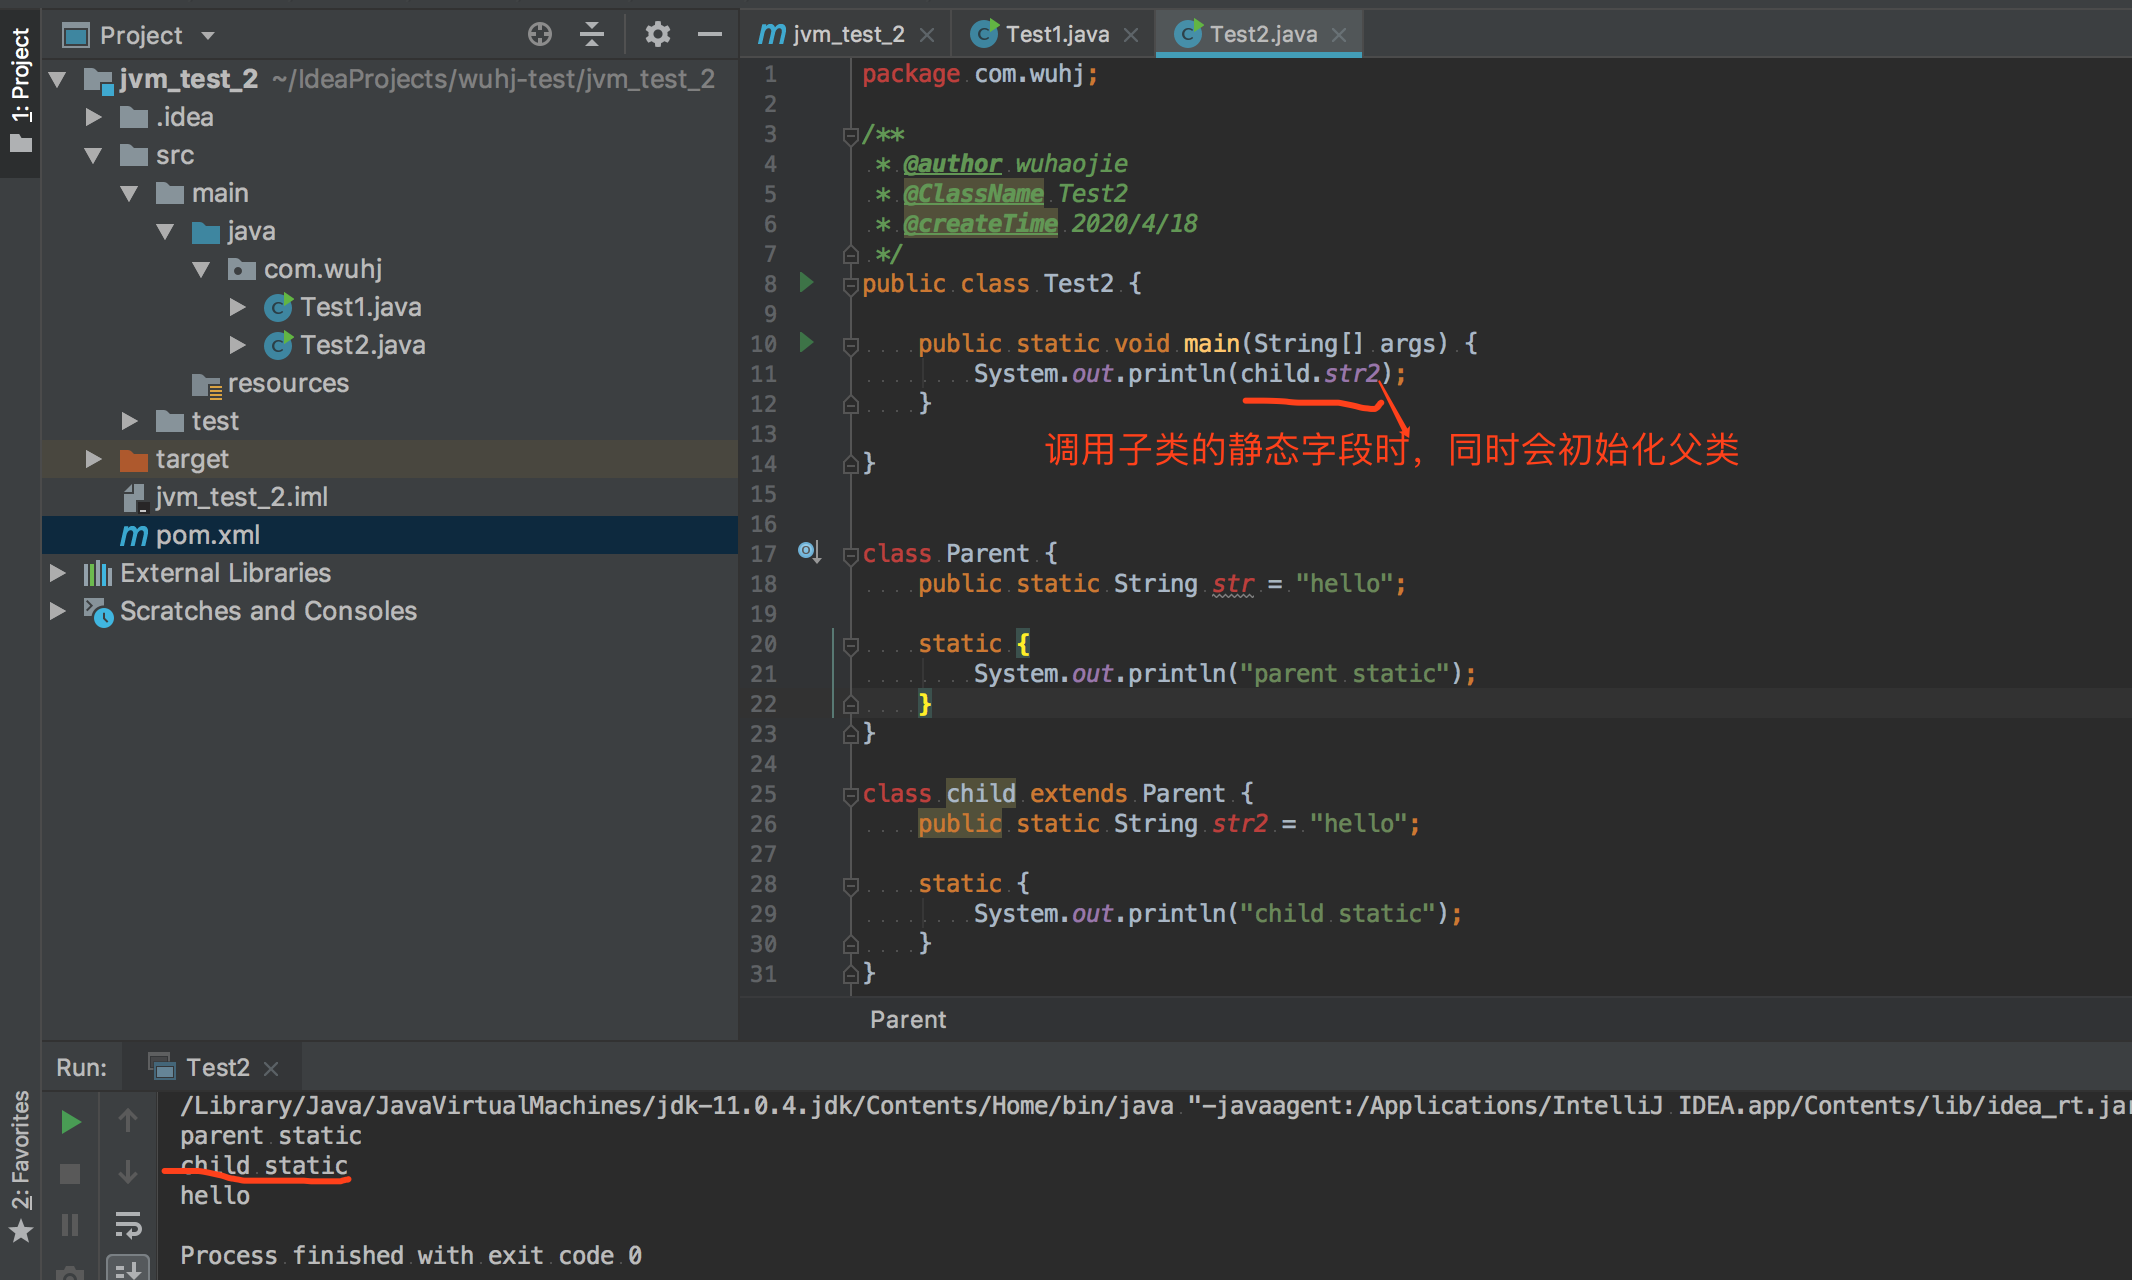 Project
jvm_test_2 ~/IdeaProjects/wuhj-test/jvm_test_2
.idea
src
main
java
com.wuhj
Test1.java
Test2.java
resources
test
target
jvm_test_2.iml
pom.xml
External Libraries
Scratches and Consoles
1: Project
2: Favorites
jvm_test_2 Test1.java Test2.java
1 package com.wuhj;
2
3 /**
4 * @author wuhaojie
5 * @ClassName Test2
6 * @createTime 2020/4/18
7 */
8 public class Test2 {
9
10 public static void main(String[] args) {
11 System.out.println(child.str2);
12 }
调用子类的静态字段时，同时会初始化父类
13
14 }
15
16
17 class Parent {
18 public static String str = "hello";
19
20 static {
21 System.out.println("parent static");
22 }
23 }
24
25 class child extends Parent {
26 public static String str2 = "hello";
27
28 static {
29 System.out.println("child static");
30 }
31 }
Parent
Run: Test2
/Library/Java/JavaVirtualMachines/jdk-11.0.4.jdk/Contents/Home/bin/java "-javaagent:/Applications/IntelliJ IDEA.app/Contents/lib/idea_rt.jar
parent static
child static
hello
Process finished with exit code 0